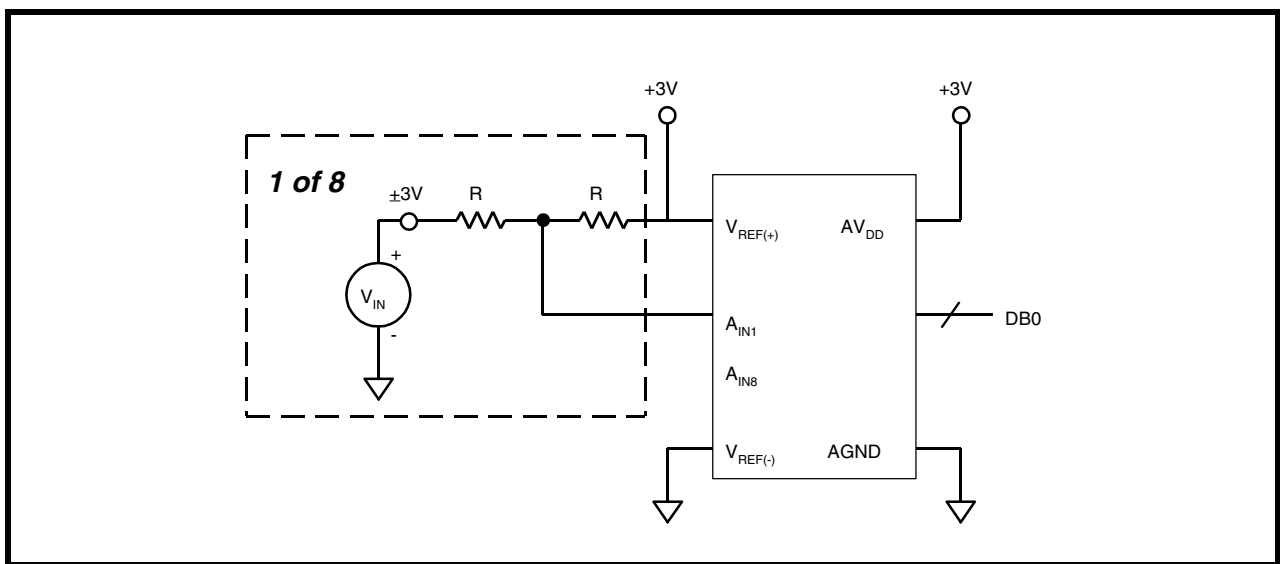 +3V
+3V
1 of 8
±3V
R
R
VREF(+)
AVDD
+
VIN
-
AIN1
DB0
AIN8
VREF(-)
AGND